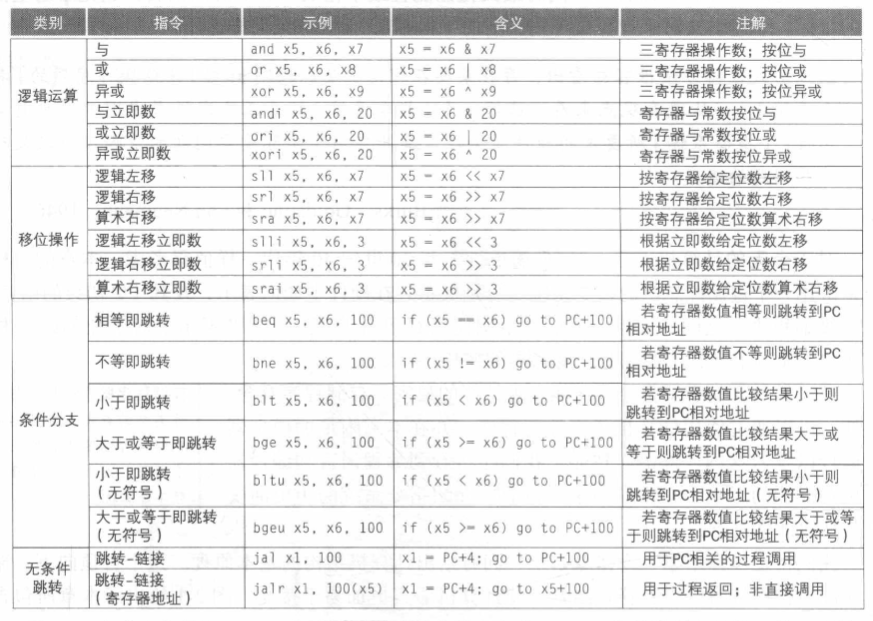 类别 指令 示例 含义 注解
逻辑运算
与 and x5, x6, x7 x5 = x6 & x7 三寄存器操作数；按位与
或 or x5, x6, x8 x5 = x6 | x8 三寄存器操作数；按位或
异或 xor x5, x6, x9 x5 = x6 ^ x9 三寄存器操作数；按位异或
与立即数 andi x5, x6, 20 x5 = x6 & 20 寄存器与常数按位与
或立即数 ori x5, x6, 20 x5 = x6 | 20 寄存器与常数按位或
异或立即数 xori x5, x6, 20 x5 = x6 ^ 20 寄存器与常数按位异或
移位操作
逻辑左移 sll x5, x6, x7 x5 = x6 << x7 按寄存器给定位数左移
逻辑右移 srl x5, x6, x7 x5 = x6 >> x7 按寄存器给定位数右移
算术右移 sra x5, x6, x7 x5 = x6 >> x7 按寄存器给定位数算术右移
逻辑左移立即数 slli x5, x6, 3 x5 = x6 << 3 根据立即数给定位数左移
逻辑右移立即数 srli x5, x6, 3 x5 = x6 >> 3 根据立即数给定位数右移
算术右移立即数 srai x5, x6, 3 x5 = x6 >> 3 根据立即数给定位数算术右移
条件分支
相等即跳转 beq x5, x6, 100 if (x5 == x6) go to PC+100 若寄存器数值相等则跳转到PC
相对地址
不等即跳转 bne x5, x6, 100 if (x5 != x6) go to PC+100 若寄存器数值不等则跳转到PC
相对地址
小于即跳转 blt x5, x6, 100 if (x5 < x6) go to PC+100 若寄存器数值比较结果小于则
跳转到PC相对地址
大于或等于即跳转 bge x5, x6, 100 if (x5 >= x6) go to PC+100 若寄存器数值比较结果大于或
等于则跳转到PC相对地址
小于即跳转
（无符号） bltu x5, x6, 100 if (x5 < x6) go to PC+100 若寄存器数值比较结果小于则
跳转到PC相对地址（无符号）
大于或等于即跳转
（无符号） bgeu x5, x6, 100 if (x5 >= x6) go to PC+100 若寄存器数值比较结果大于或等
于则跳转到PC相对地址（无符号）
无条件
跳转
跳转-链接 jal x1, 100 x1 = PC+4; go to PC+100 用于PC相关的过程调用
跳转-链接
（寄存器地址） jalr x1, 100(x5) x1 = PC+4; go to x5+100 用于过程返回；非直接调用